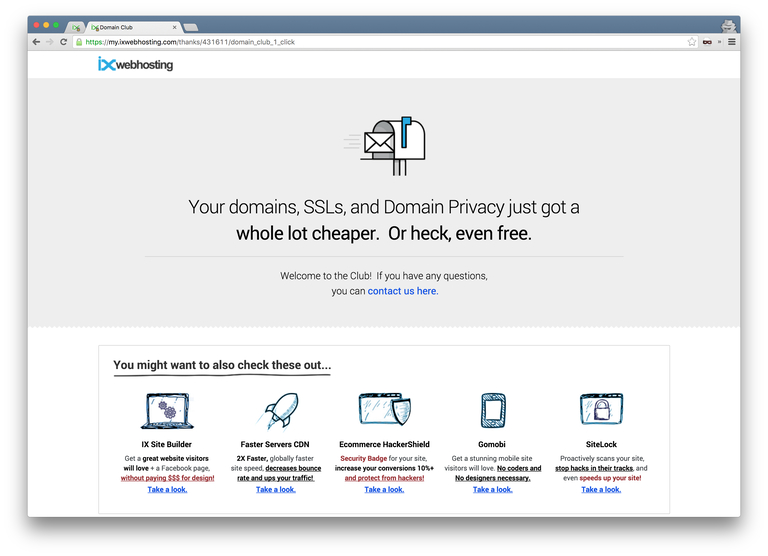 Domain Club
https://my.ixwebhosting.com/thanks/431611/domain_club_1_click
ixwebhosting
Your domains, SSLs, and Domain Privacy just got a
whole lot cheaper. Or heck, even free.
Welcome to the Club! If you have any questions,
you can contact us here.
You might want to also check these out...
IX Site Builder
Get a great website visitors
will love + a Facebook page,
without paying $$$ for design!
Take a look.
Faster Servers CDN
2X Faster, globally faster
site speed, decreases bounce
rate and ups your traffic!
Take a look.
Ecommerce HackerShield
Security Badge for your site,
increase your conversions 10%+
and protect from hackers!
Take a look.
Gomobi
Get a stunning mobile site
visitors will love. No coders and
No designers necessary.
Take a look.
SiteLock
Proactively scans your site,
stop hacks in their tracks, and
even speeds up your site!
Take a look.